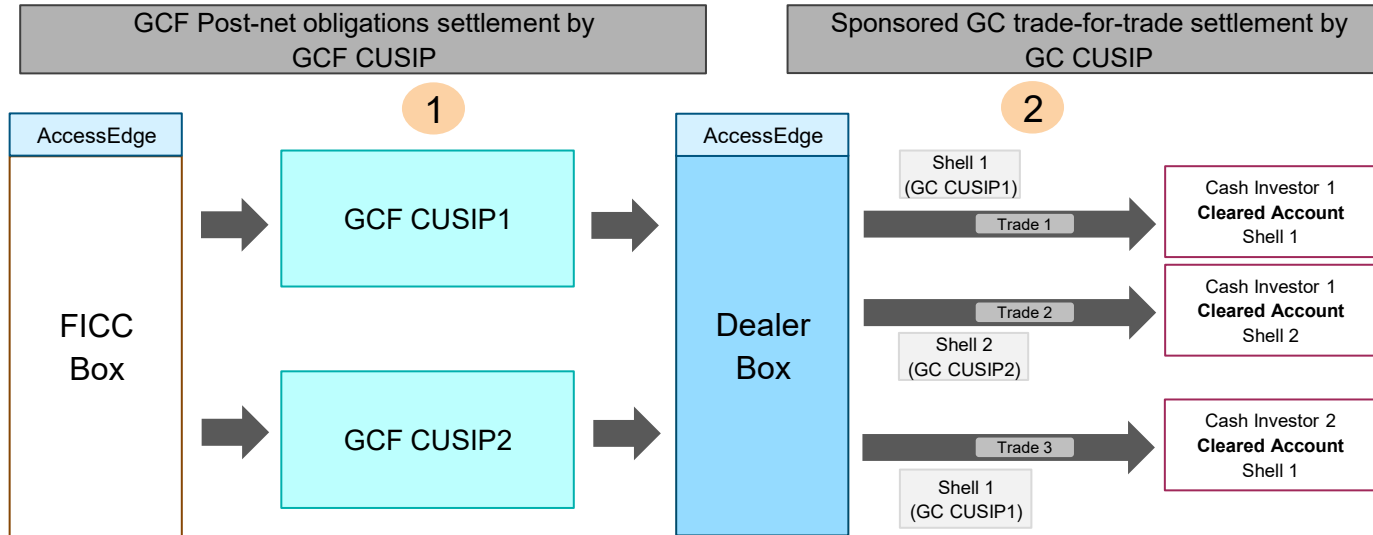 GCF Post-net obligations settlement by
GCF CUSIP
Sponsored GC trade-for-trade settlement by
GC CUSIP
1
2
AccessEdge
FICC
Box
GCF CUSIP1
GCF CUSIP2
AccessEdge
Dealer
Box
Shell 1
(GC CUSIP1)
Trade 1
Cash Investor 1
Cleared Account
Shell 1
Trade 2
Shell 2
(GC CUSIP2)
Cash Investor 1
Cleared Account
Shell 2
Trade 3
Shell 1
(GC CUSIP1)
Cash Investor 2
Cleared Account
Shell 1